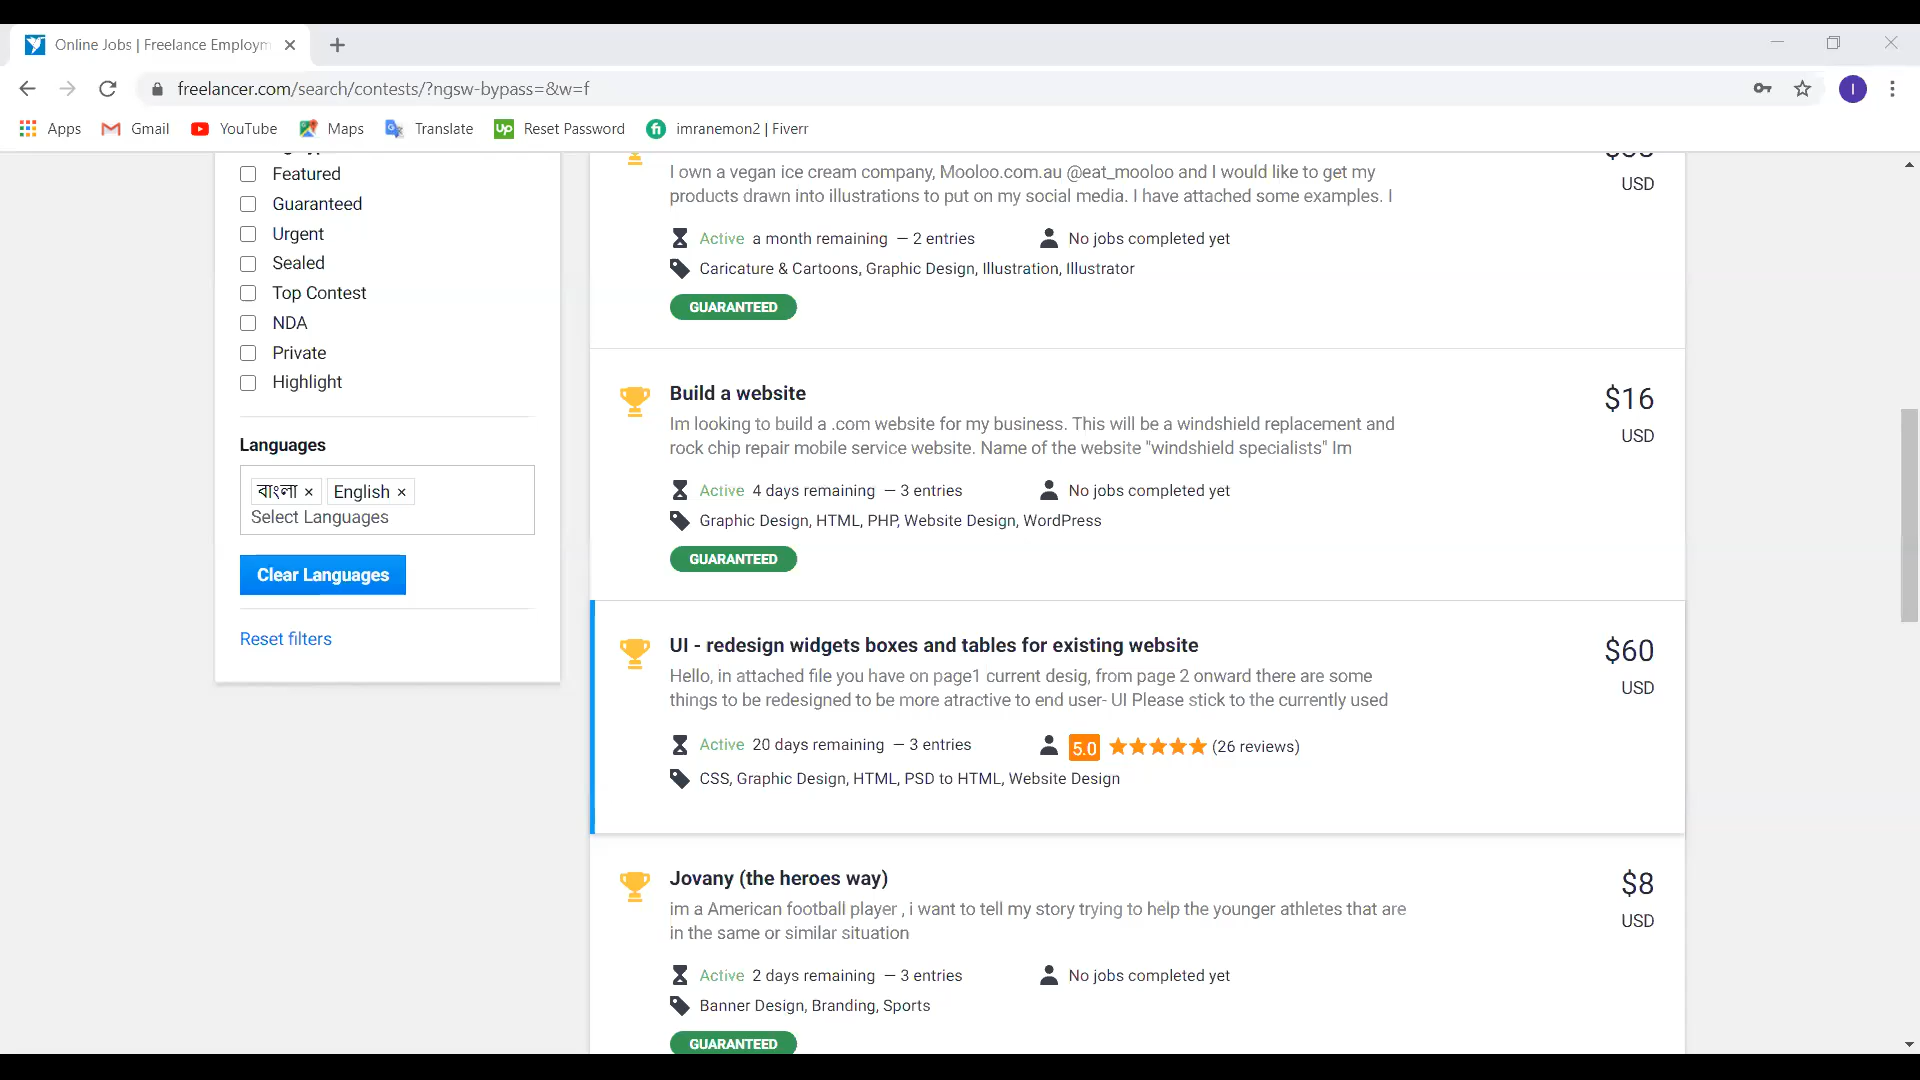 Online Jobs | Freelance Employm
freelancer.com/search/contests/?ngsw-bypass=&w=f
I
Apps
Gmail
YouTube
Maps
Translate
Up
Reset Password
fi
imranemon2 | Fiverr
Featured
Guaranteed
Urgent
Sealed
Top Contest
NDA
Private
Highlight
Languages
বাংলা × English ×
Select Languages
Clear Languages
Reset filters
I own a vegan ice cream company, Mooloo.com.au @eat_mooloo and I would like to get my
products drawn into illustrations to put on my social media. I have attached some examples. I
USD
Active a month remaining – 2 entries
No jobs completed yet
Caricature & Cartoons, Graphic Design, Illustration, Illustrator
GUARANTEED
Build a website
$16
USD
Im looking to build a .com website for my business. This will be a windshield replacement and
rock chip repair mobile service website. Name of the website "windshield specialists" Im
Active 4 days remaining – 3 entries
No jobs completed yet
Graphic Design, HTML, PHP, Website Design, WordPress
GUARANTEED
UI - redesign widgets boxes and tables for existing website
$60
USD
Hello, in attached file you have on page1 current desig, from page 2 onward there are some
things to be redesigned to be more atractive to end user- UI Please stick to the currently used
Active 20 days remaining – 3 entries
5.0 (26 reviews)
CSS, Graphic Design, HTML, PSD to HTML, Website Design
Jovany (the heroes way)
$8
USD
im a American football player , i want to tell my story trying to help the younger athletes that are
in the same or similar situation
Active 2 days remaining – 3 entries
No jobs completed yet
Banner Design, Branding, Sports
GUARANTEED